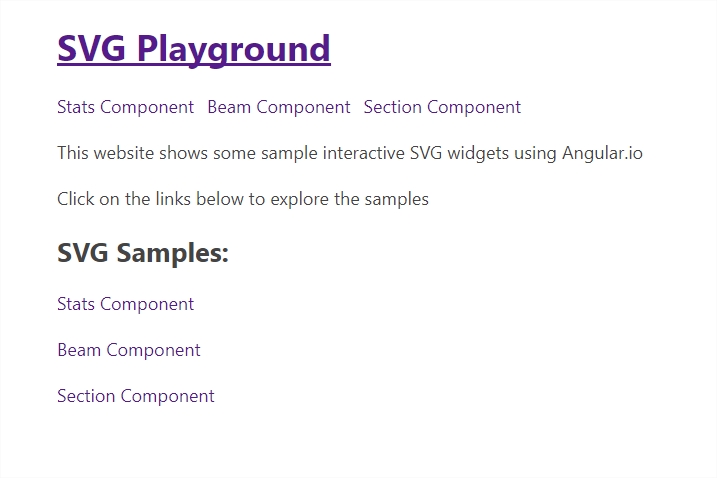 SVG Playground
Stats Component Beam Component Section Component
This website shows some sample interactive SVG widgets using Angular.io
Click on the links below to explore the samples
SVG Samples:
Stats Component
Beam Component
Section Component